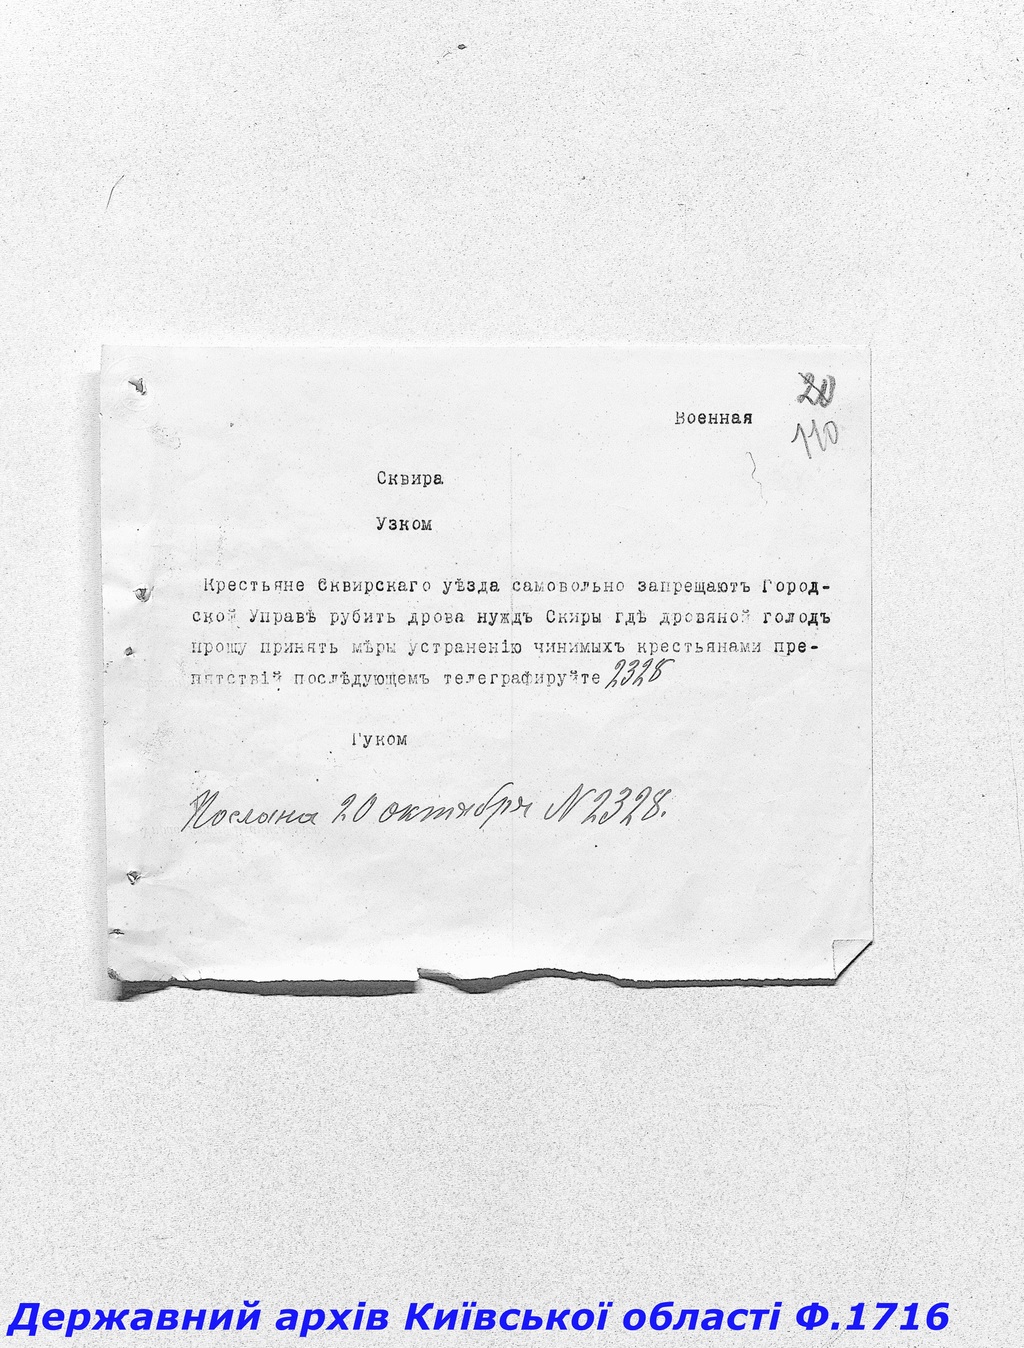 20
Военная
110
Сквира
Узком
Крестьяне Сквирскаго уѣзда самовольно запрещаютъ Город-
ской Управѣ рубить дрова нуждъ Скиры гдѣ дровяной голодъ
прошу принять мѣры устраненію чинимыхъ крестьянами пре-
пятствій послѣдующемъ телеграфируйте 2328
Гуком
Послана 20 октября N 2328.
Державний архів Київської області Ф.1716